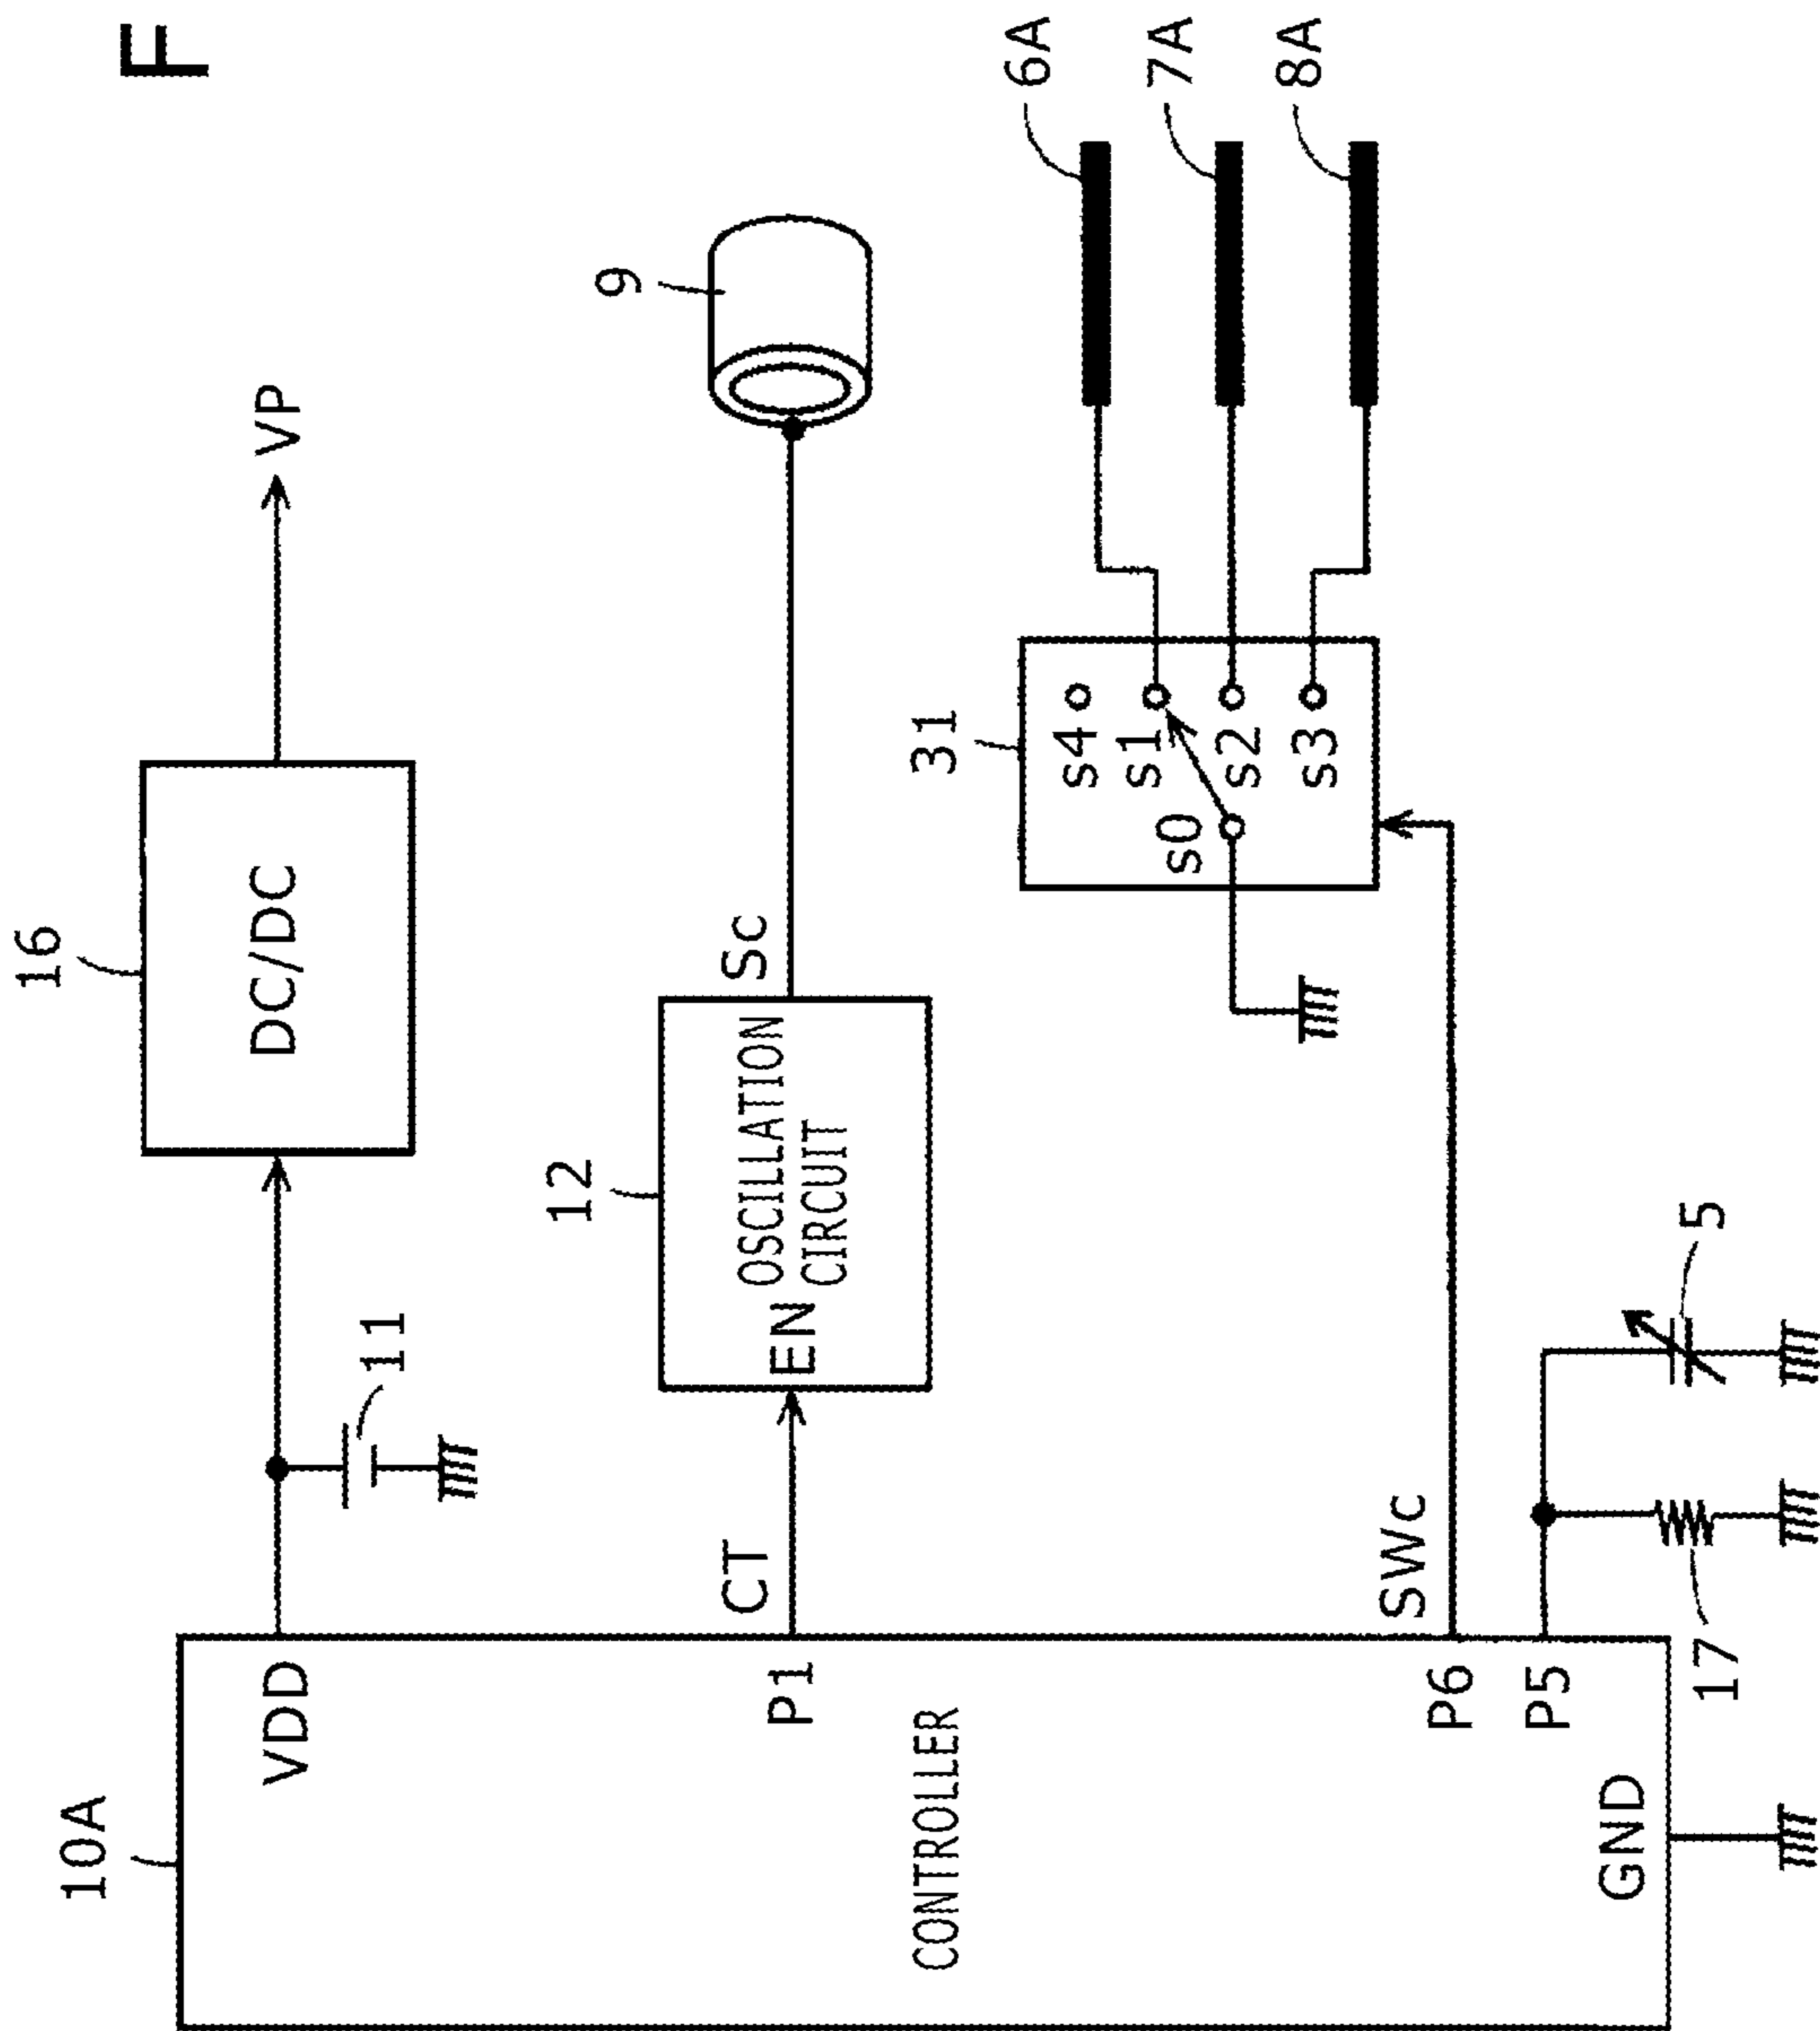 F
10A
VDD
11
16
DC/DC
VP
P1
CT
12
EN
OSCILLATION
CIRCUIT
Sc
9
CONTROLLER
31
s4
s1
s0
s2
s3
6A
7A
8A
P6
SWc
P5
17
5
GND